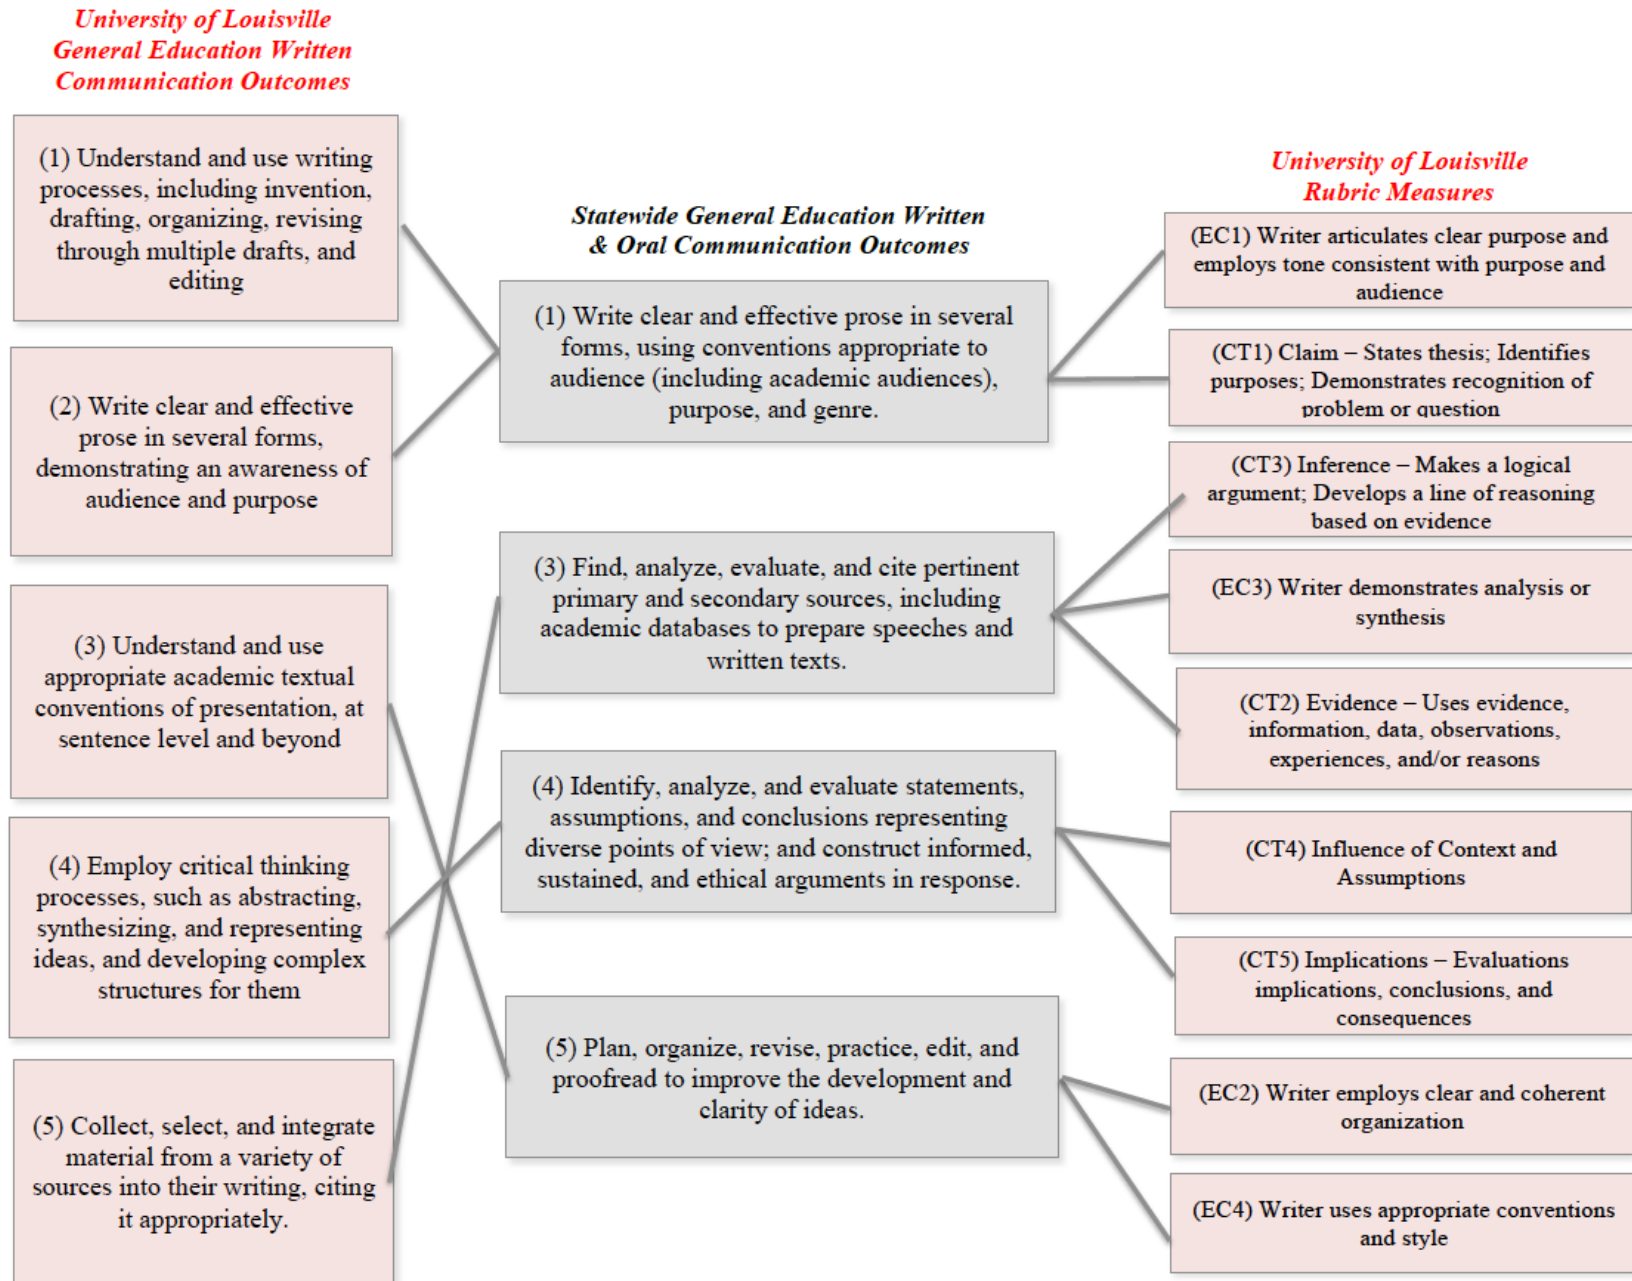 University of Louisville
General Education Written
Communication Outcomes
(1) Understand and use writing
processes, including invention,
drafting, organizing, revising
through multiple drafts, and
editing
(2) Write clear and effective
prose in several forms,
demonstrating an awareness of
audience and purpose
(3) Understand and use
appropriate academic textual
conventions of presentation, at
sentence level and beyond
(4) Employ critical thinking
processes, such as abstracting,
synthesizing, and representing
ideas, and developing complex
structures for them
(5) Collect, select, and integrate
material from a variety of
sources into their writing, citing
it appropriately.
Statewide General Education Written
& Oral Communication Outcomes
(1) Write clear and effective prose in several
forms, using conventions appropriate to
audience (including academic audiences),
purpose, and genre.
(3) Find, analyze, evaluate, and cite pertinent
primary and secondary sources, including
academic databases to prepare speeches and
written texts.
(4) Identify, analyze, and evaluate statements,
assumptions, and conclusions representing
diverse points of view; and construct informed,
sustained, and ethical arguments in response.
(5) Plan, organize, revise, practice, edit, and
proofread to improve the development and
clarity of ideas.
University of Louisville
Rubric Measures
(EC1) Writer articulates clear purpose and
employs tone consistent with purpose and
audience
(CT1) Claim – States thesis; Identifies
purposes; Demonstrates recognition of
problem or question
(CT3) Inference – Makes a logical
argument; Develops a line of reasoning
based on evidence
(EC3) Writer demonstrates analysis or
synthesis
(CT2) Evidence – Uses evidence,
information, data, observations,
experiences, and/or reasons
(CT4) Influence of Context and
Assumptions
(CT5) Implications – Evaluations
implications, conclusions, and
consequences
(EC2) Writer employs clear and coherent
organization
(EC4) Writer uses appropriate conventions
and style